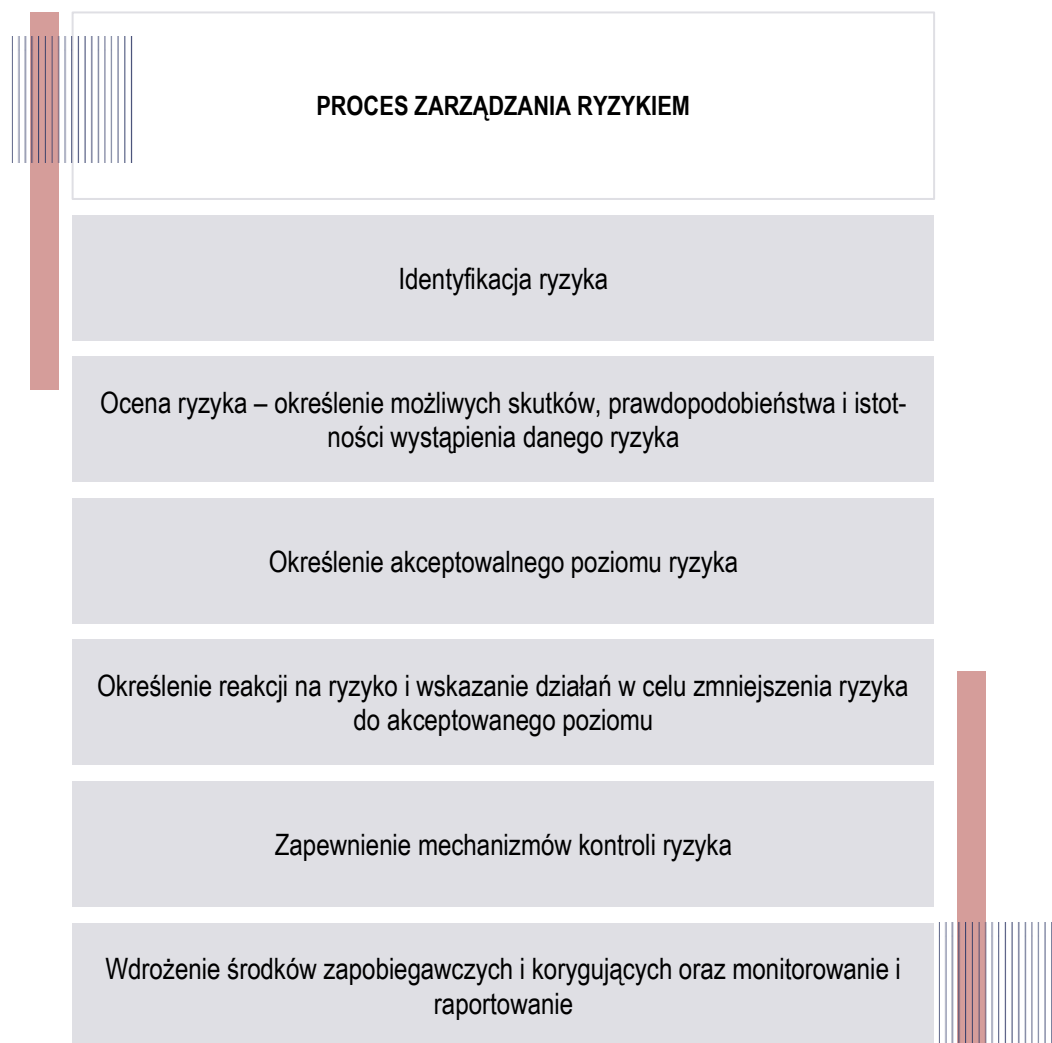 PROCES ZARZĄDZANIA RYZYKIEM
Identyfikacja ryzyka
Ocena ryzyka – określenie możliwych skutków, prawdopodobieństwa i istot-
ności wystąpienia danego ryzyka
Określenie akceptowalnego poziomu ryzyka
Określenie reakcji na ryzyko i wskazanie działań w celu zmniejszenia ryzyka
do akceptowanego poziomu
Zapewnienie mechanizmów kontroli ryzyka
Wdrożenie środków zapobiegawczych i korygujących oraz monitorowanie i
raportowanie